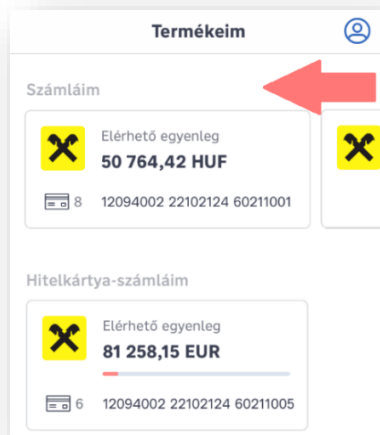 Termékeim
Számláim
Elérhető egyenleg
50 764,42 HUF
8 12094002 22102124 60211001
Hitelkártya-számláim
Elérhető egyenleg
81 258,15 EUR
6 12094002 22102124 60211005